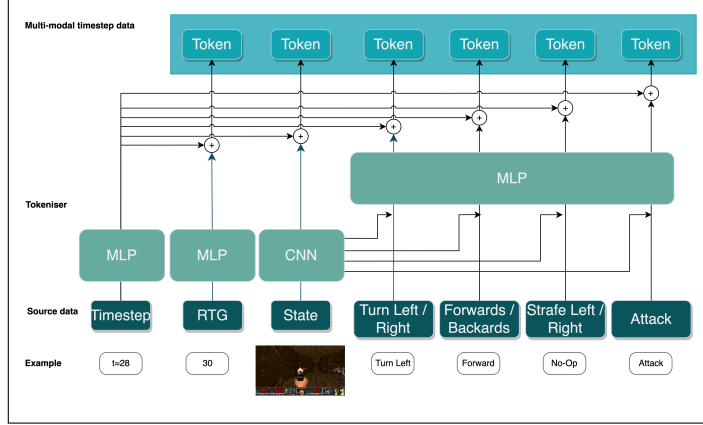 Multi-modal timestep data
Token Token Token Token Token Token
+ + + + + +
MLP
Tokeniser
MLP MLP CNN
Source data
Timestep RTG State Turn Left / Right Forwards / Backards Strafe Left / Right Attack
Example t=28 30 Turn Left Forward No-Op Attack